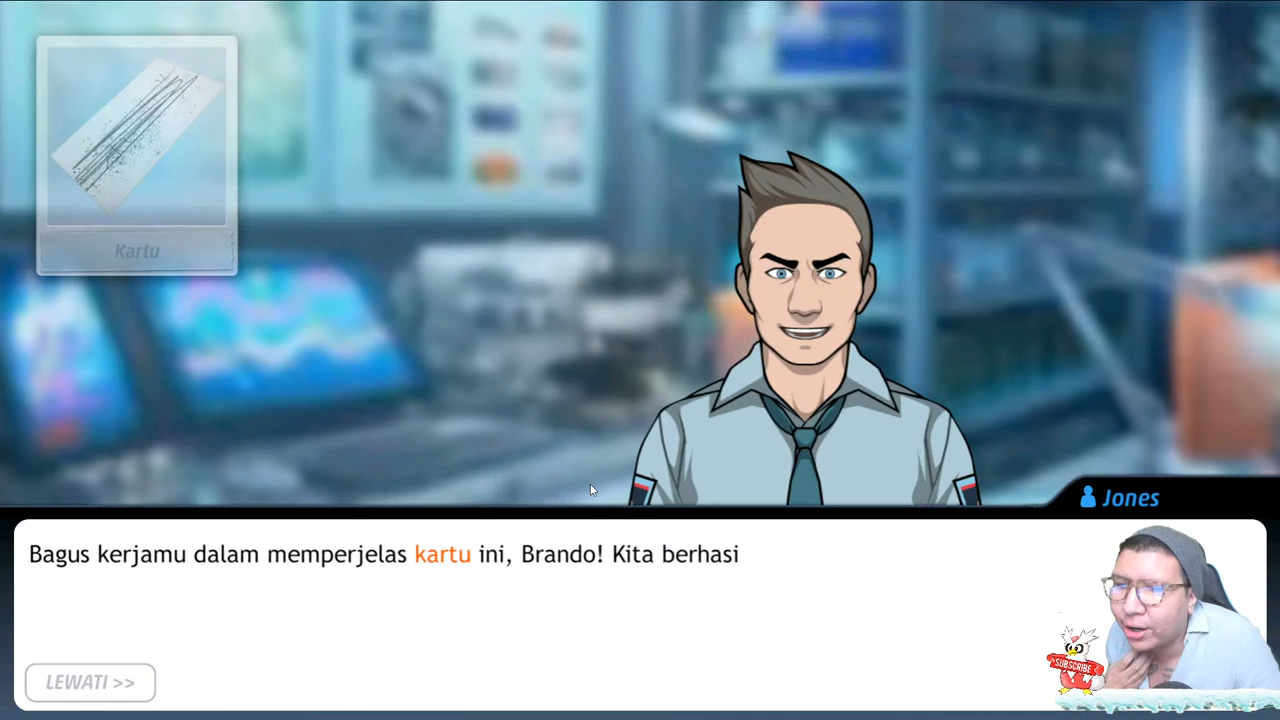 Kartu
Jones
Bagus kerjamu dalam memperjelas kartu ini, Brando! Kita berhasi
SUBSCRIBE
LEWATI >>